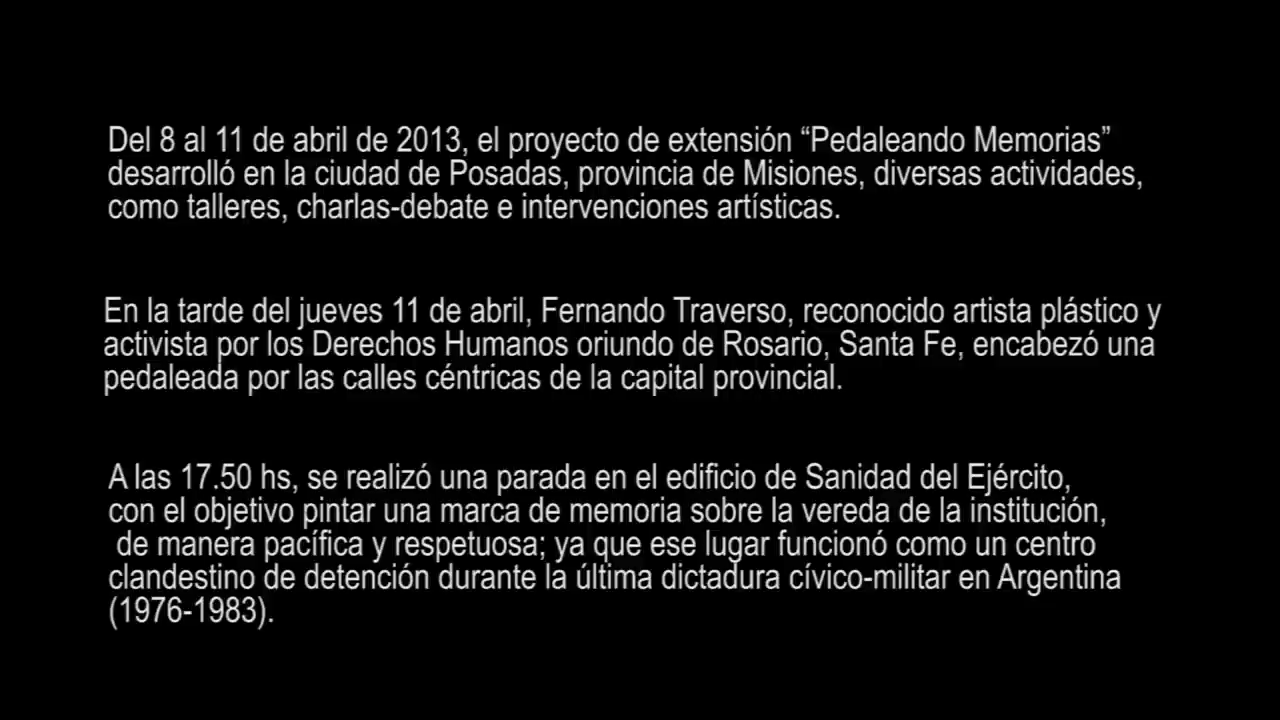 Del 8 al 11 de abril de 2013, el proyecto de extensión “Pedaleando Memorias”
desarrolló en la ciudad de Posadas, provincia de Misiones, diversas actividades,
como talleres, charlas-debate e intervenciones artísticas.
En la tarde del jueves 11 de abril, Fernando Traverso, reconocido artista plástico y
activista por los Derechos Humanos oriundo de Rosario, Santa Fe, encabezó una
pedaleada por las calles céntricas de la capital provincial.
A las 17.50 hs, se realizó una parada en el edificio de Sanidad del Ejército,
con el objetivo pintar una marca de memoria sobre la vereda de la institución,
de manera pacífica y respetuosa; ya que ese lugar funcionó como un centro
clandestino de detención durante la última dictadura cívico-militar en Argentina
(1976-1983).